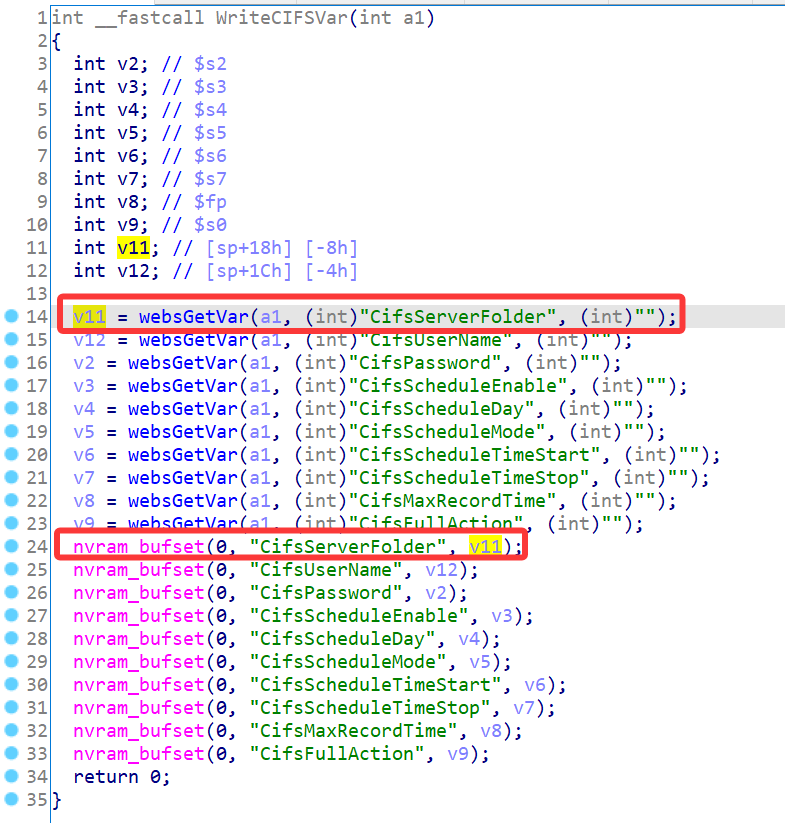 1 int __fastcall WriteCIFSVar(int a1)
2 {
3 int v2; // $s2
4 int v3; // $s3
5 int v4; // $s4
6 int v5; // $s5
7 int v6; // $s6
8 int v7; // $s7
9 int v8; // $fp
10 int v9; // $s0
11 int v11; // [sp+18h] [-8h]
12 int v12; // [sp+1Ch] [-4h]
13
14 v11 = websGetVar(a1, (int)"CifsServerFolder", (int)"");
15 v12 = websGetVar(a1, (int)"CifsUserName", (int)"");
16 v2 = websGetVar(a1, (int)"CifsPassword", (int)"");
17 v3 = websGetVar(a1, (int)"CifsScheduleEnable", (int)"");
18 v4 = websGetVar(a1, (int)"CifsScheduleDay", (int)"");
19 v5 = websGetVar(a1, (int)"CifsScheduleMode", (int)"");
20 v6 = websGetVar(a1, (int)"CifsScheduleTimeStart", (int)"");
21 v7 = websGetVar(a1, (int)"CifsScheduleTimeStop", (int)"");
22 v8 = websGetVar(a1, (int)"CifsMaxRecordTime", (int)"");
23 v9 = websGetVar(a1, (int)"CifsFullAction", (int)"");
24 nvram_bufset(0, "CifsServerFolder", v11);
25 nvram_bufset(0, "CifsUserName", v12);
26 nvram_bufset(0, "CifsPassword", v2);
27 nvram_bufset(0, "CifsScheduleEnable", v3);
28 nvram_bufset(0, "CifsScheduleDay", v4);
29 nvram_bufset(0, "CifsScheduleMode", v5);
30 nvram_bufset(0, "CifsScheduleTimeStart", v6);
31 nvram_bufset(0, "CifsScheduleTimeStop", v7);
32 nvram_bufset(0, "CifsMaxRecordTime", v8);
33 nvram_bufset(0, "CifsFullAction", v9);
34 return 0;
35 }